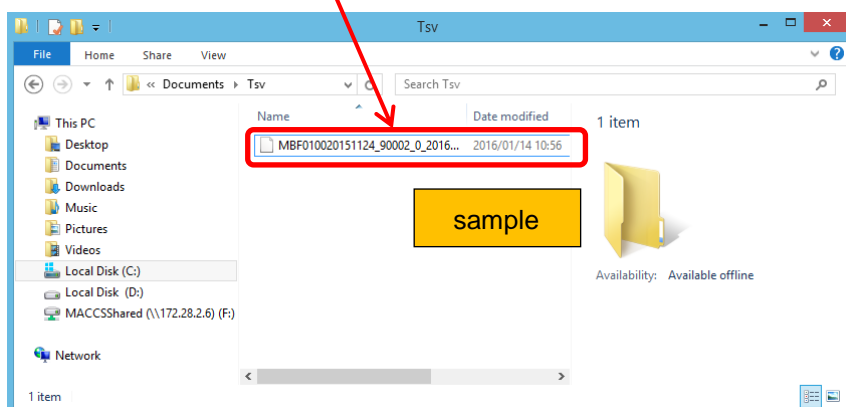 Tsv
File Home Share View
« Documents Tsv
Search Tsv
Name Date modified
This PC
Desktop
Documents
Downloads
Music
Pictures
Videos
Local Disk (C:)
Local Disk (D:)
MACCSShared (\\172.28.2.6) (F:)
Network
MBF010020151124_90002_0_2016... 2016/01/14 10:56
sample
1 item
Availability: Available offline
1 item